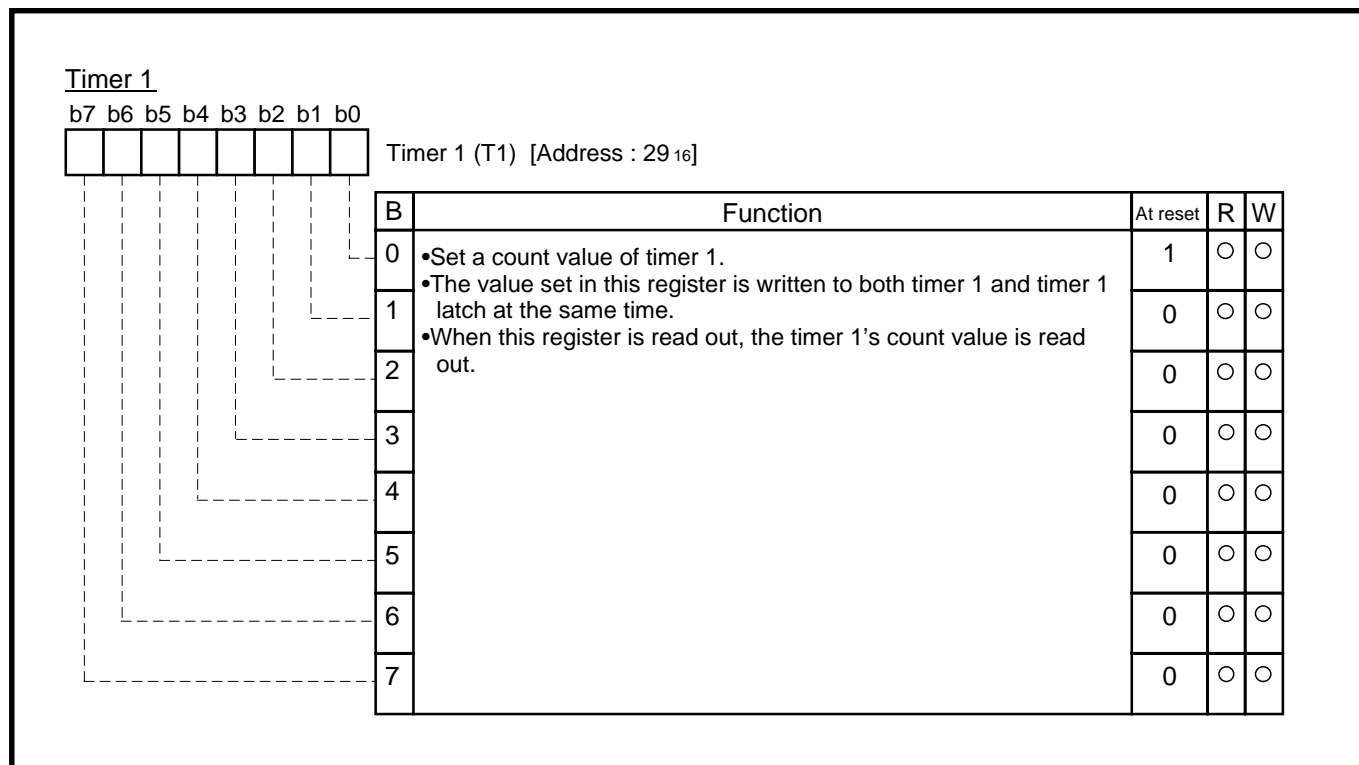 Timer 1
b7 b6 b5 b4 b3 b2 b1 b0
Timer 1 (T1) [Address : 29 16]
B Function At reset R W
0 •Set a count value of timer 1. 1 ○ ○
•The value set in this register is written to both timer 1 and timer 1
1 latch at the same time. 0 ○ ○
•When this register is read out, the timer 1’s count value is read
2 out. 0 ○ ○
3 0 ○ ○
4 0 ○ ○
5 0 ○ ○
6 0 ○ ○
7 0 ○ ○